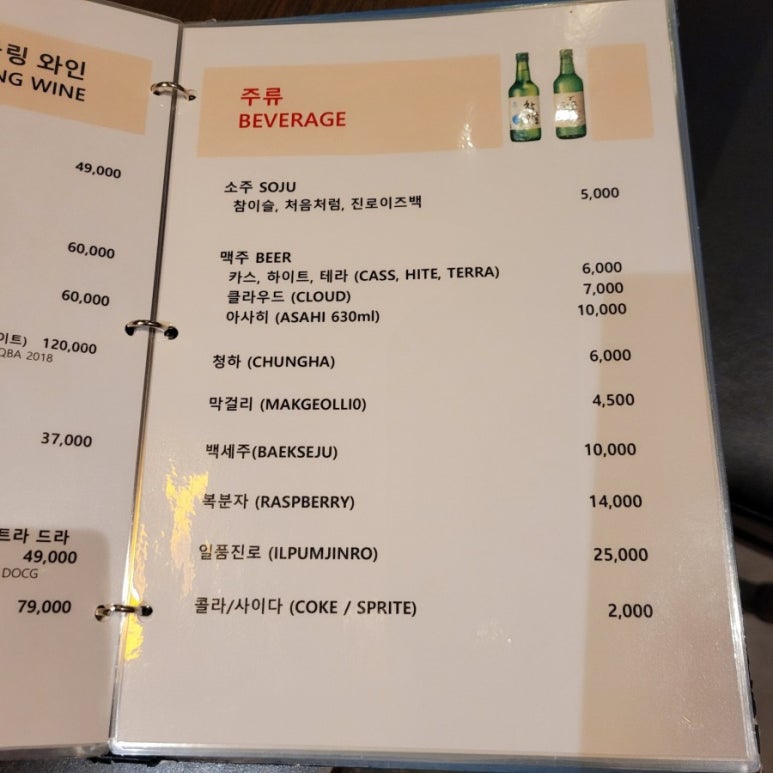 링 와인
NG WINE
49,000
60,000
60,000
이트) 120,000
QBA 2018
37,000
트라 드라
49,000
DOCG
79,000
주류
BEVERAGE
소주 SOJU 5,000
참이슬, 처음처럼, 진로이즈백
맥주 BEER
카스, 하이트, 테라 (CASS, HITE, TERRA) 6,000
클라우드 (CLOUD) 7,000
아사히 (ASAHI 630ml) 10,000
청하 (CHUNGHA) 6,000
막걸리 (MAKGEOLLI0) 4,500
백세주(BAEKSEJU) 10,000
복분자 (RASPBERRY) 14,000
일품진로 (ILPUMJINRO) 25,000
콜라/사이다 (COKE / SPRITE) 2,000